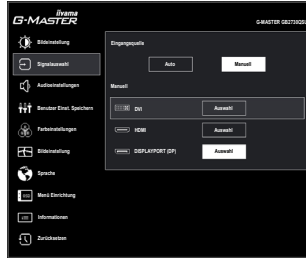 iiyama
G-MASTER
G-MASTER GB2730QSU
Bildeinstellung
Eingangsquelle
Signalauswahl
Auto
Manuell
Audioeinstellungen
Manuell
Benutzer Einst. Speichern
DVI
Auswahl
Farbeinstellungen
HDMI
Auswahl
Bildeinstellung
DISPLAYPORT (DP)
Auswahl
Sprache
Menü Einrichtung
Informationen
Zurücksetzen